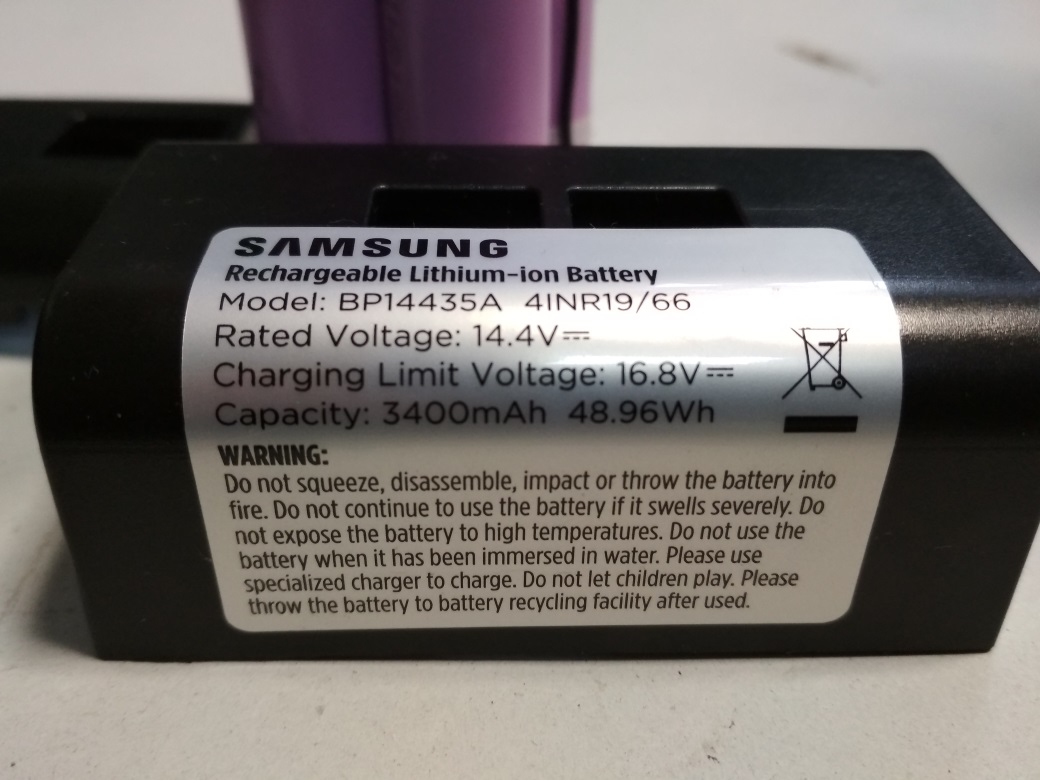 SAMSUNG
Rechargeable Lithium-ion Battery
Model: BP14435A 4INR19/66
Rated Voltage: 14.4V⎓
Charging Limit Voltage: 16.8V⎓
Capacity: 3400mAh 48.96Wh
WARNING:
Do not squeeze, disassemble, impact or throw the battery into
fire. Do not continue to use the battery if it swells severely. Do
not expose the battery to high temperatures. Do not use the
battery when it has been immersed in water. Please use
specialized charger to charge. Do not let children play. Please
throw the battery to battery recycling facility after used.